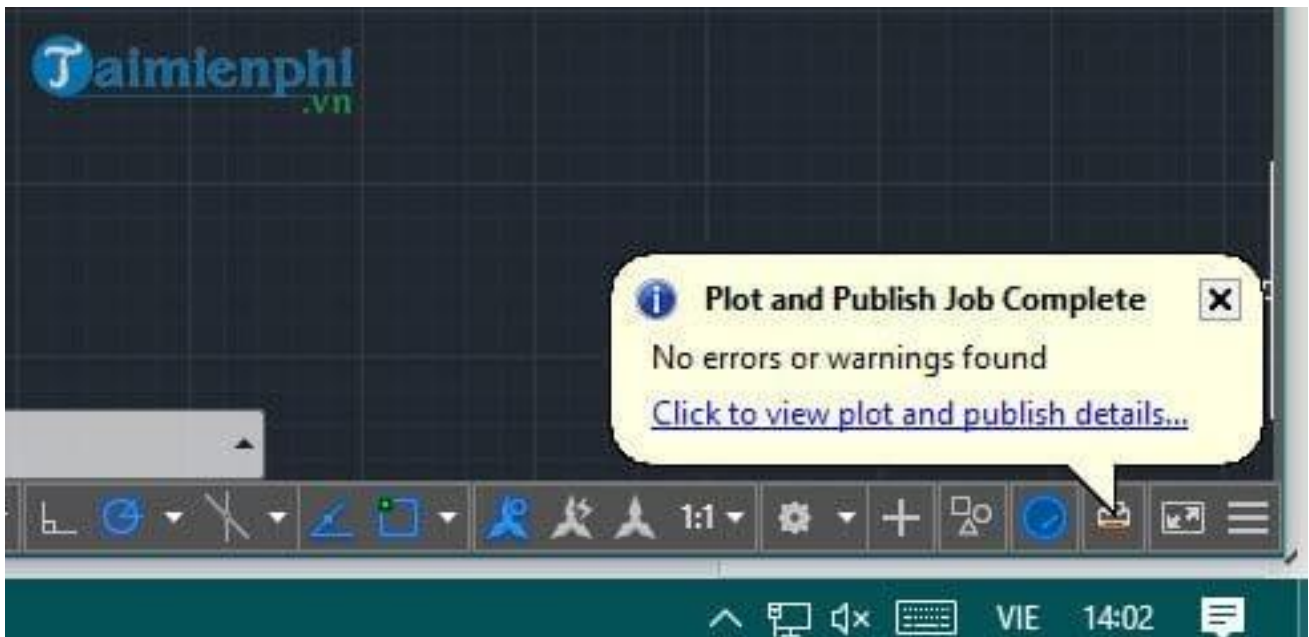 Taimienphi
.vn
Plot and Publish Job Complete
No errors or warnings found
Click to view plot and publish details...
1:1
VIE 14:02